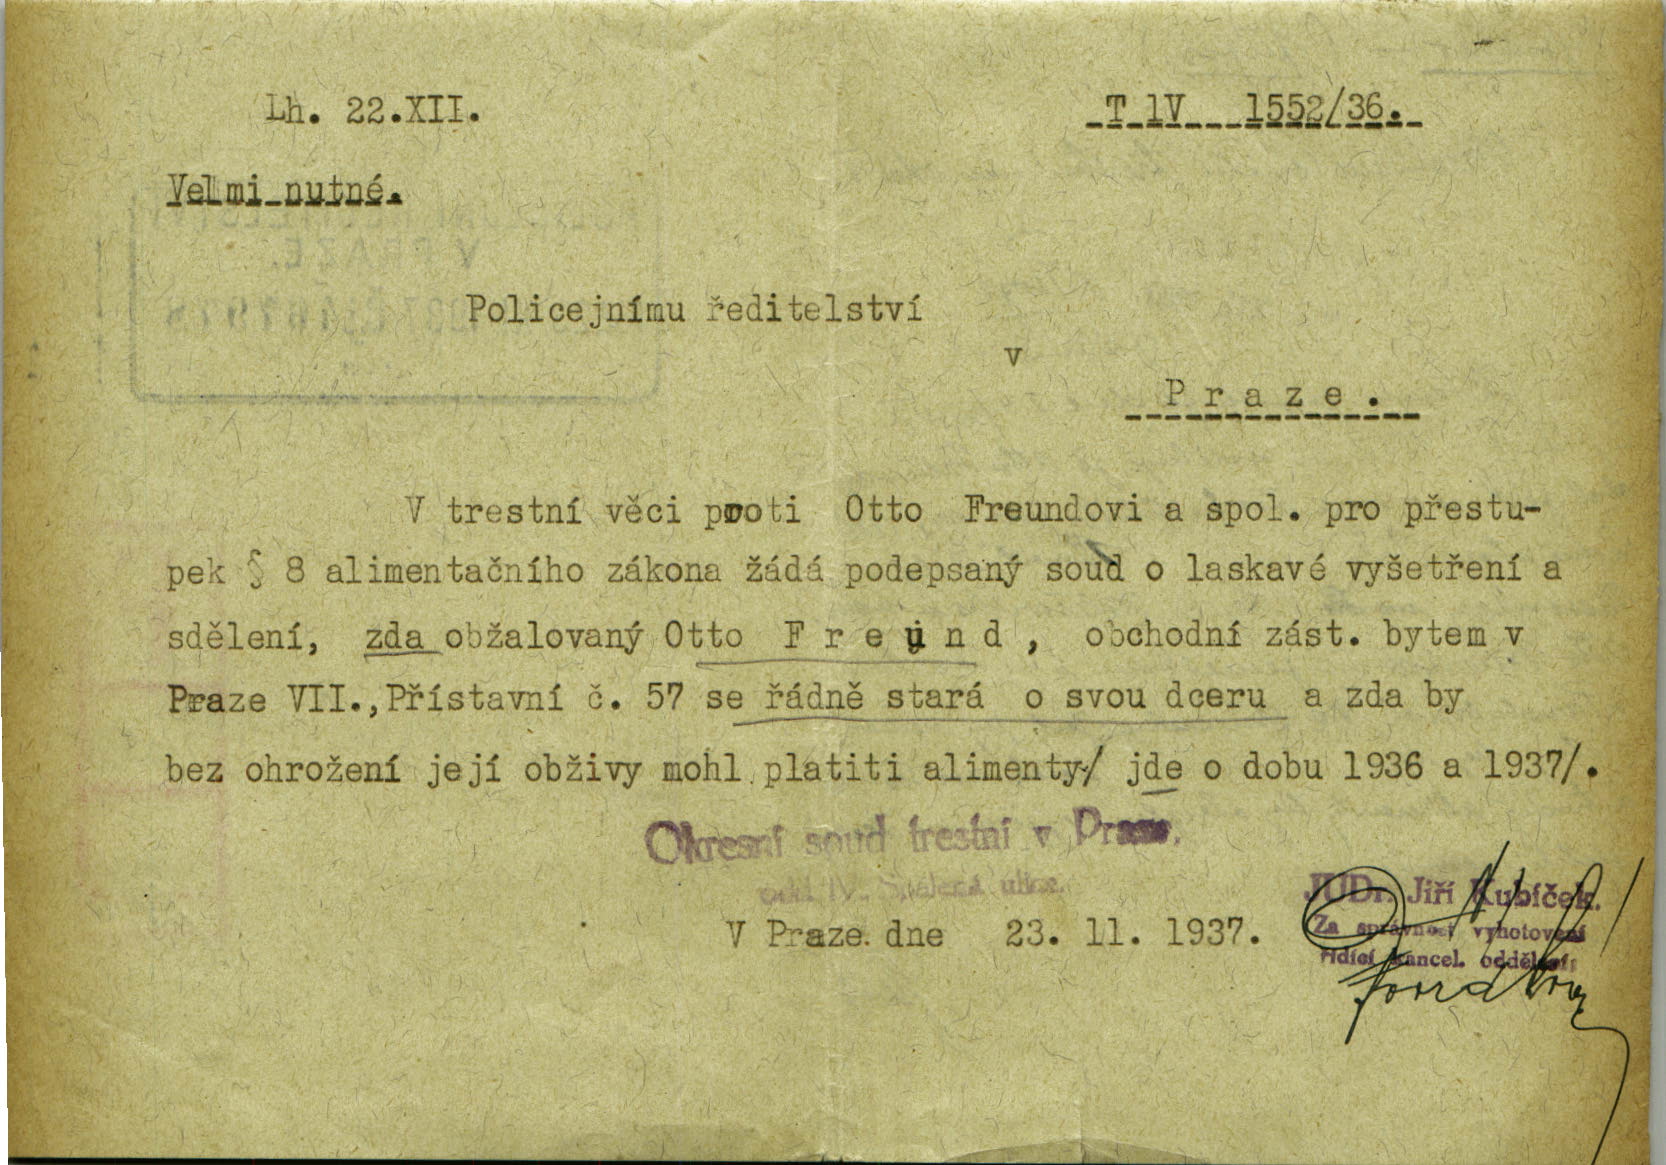 Lh. 22.XII.
T lV 1552/36.
Velmi nutné.
Policejnímu ředitelství
v
Praze.
V trestní věci proti Otto Freundovi a spol. pro přestu-
pek § 8 alimentačního zákona žádá podepsaný soud o laskavé vyšetření a
sdělení, zda obžalovaný Otto Freund, obchodní zást. bytem v
Praze VII.,Přístavní č. 57 se řádně stará o svou dceru a zda by
bez ohrožení její obživy mohl platiti alimenty/ jde o dobu 1936 a 1937/.
Okresní soud trestní v Praze.
odd IV. Spálená ulice.
V Praze dne 23. 11. 1937.
JUDr. Jiří Kubíček.
Za správnost vyhotovení
řídící kancel. oddělení: